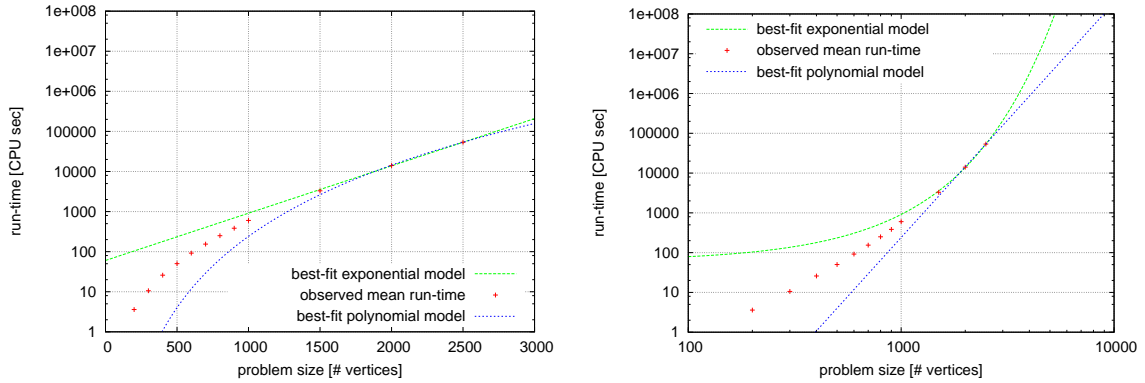 1e+008
1e+007
1e+006
100000
10000
1000
100
10
1
0
500
1000
1500
2000
2500
3000
run-time [CPU sec]
problem size [# vertices]
best-fit exponential model
observed mean run-time
best-fit polynomial model
1e+008
1e+007
1e+006
100000
10000
1000
100
10
1
100
1000
10000
run-time [CPU sec]
problem size [# vertices]
best-fit exponential model
observed mean run-time
best-fit polynomial model